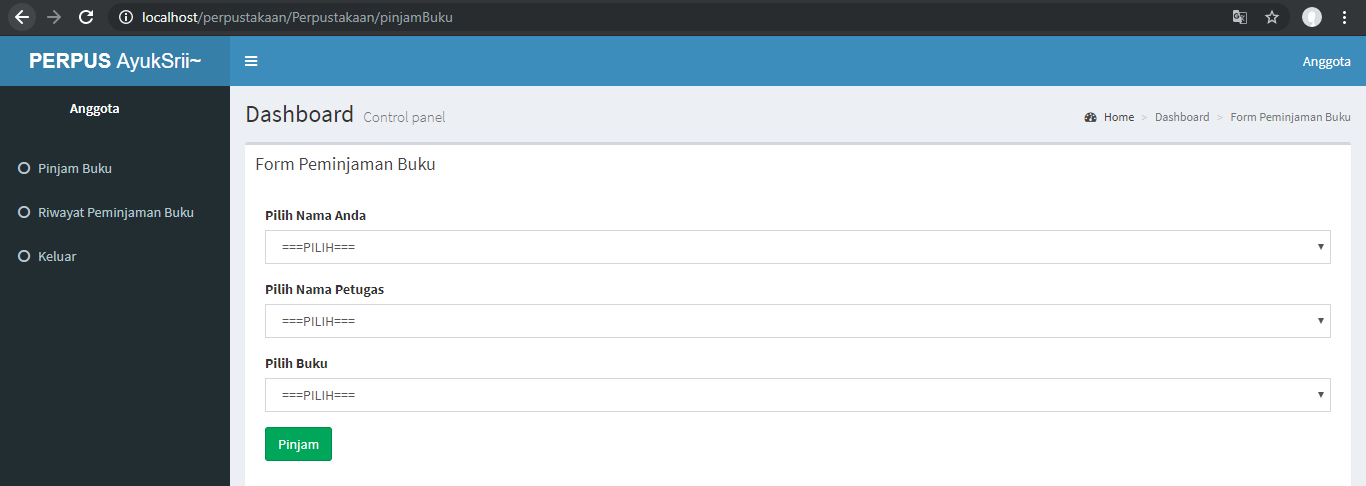 localhost/perpustakaan/Perpustakaan/pinjamBuku
PERPUS AyukSrii~
Anggota
Anggota
Dashboard Control panel
Home > Dashboard > Form Peminjaman Buku
Pinjam Buku
Riwayat Peminjaman Buku
Keluar
Form Peminjaman Buku
Pilih Nama Anda
===PILIH===
Pilih Nama Petugas
===PILIH===
Pilih Buku
===PILIH===
Pinjam